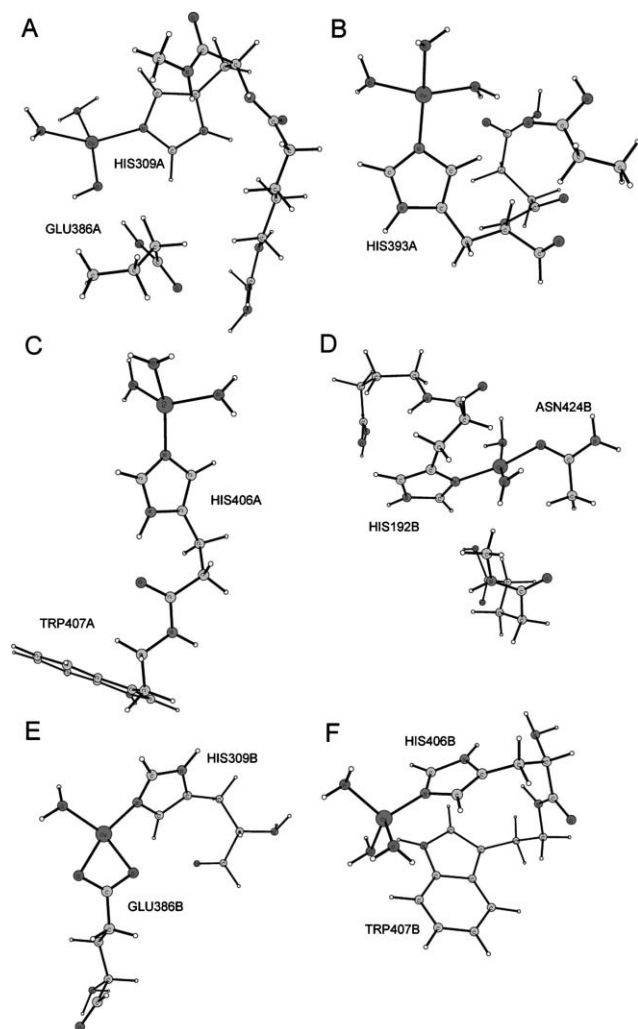 A
B
HIS309A
GLU386A
HIS393A
C
D
ASN424B
HIS406A
HIS192B
TRP407A
E
F
HIS309B
HIS406B
GLU386B
TRP407B